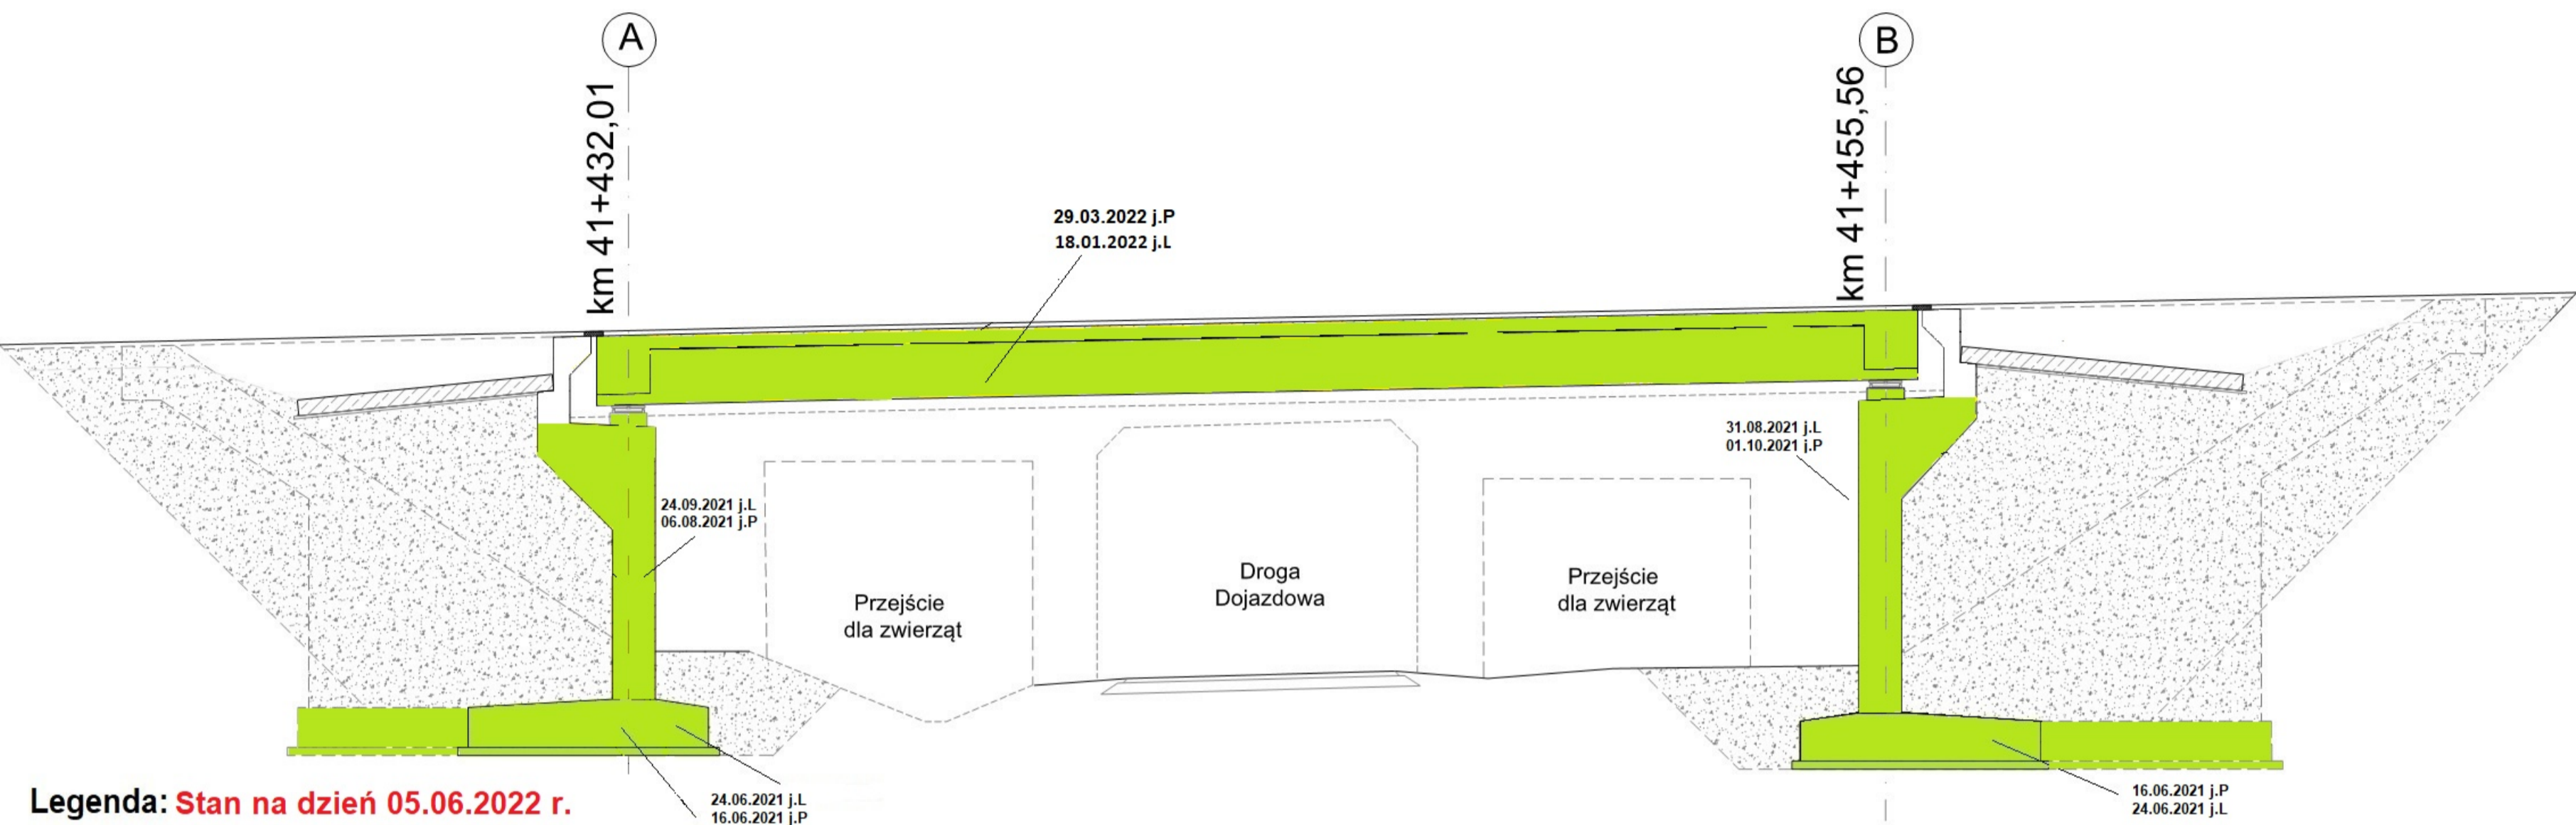 A
B
km 41+432,01
km 41+455,56
29.03.2022 j.P
18.01.2022 j.L
31.08.2021 j.L
01.10.2021 j.P
24.09.2021 j.L
06.08.2021 j.P
Przejście
dla zwierząt
Droga
Dojazdowa
Przejście
dla zwierząt
Legenda: Stan na dzień 05.06.2022 r.
24.06.2021 j.L
16.06.2021 j.P
16.06.2021 j.P
24.06.2021 j.L